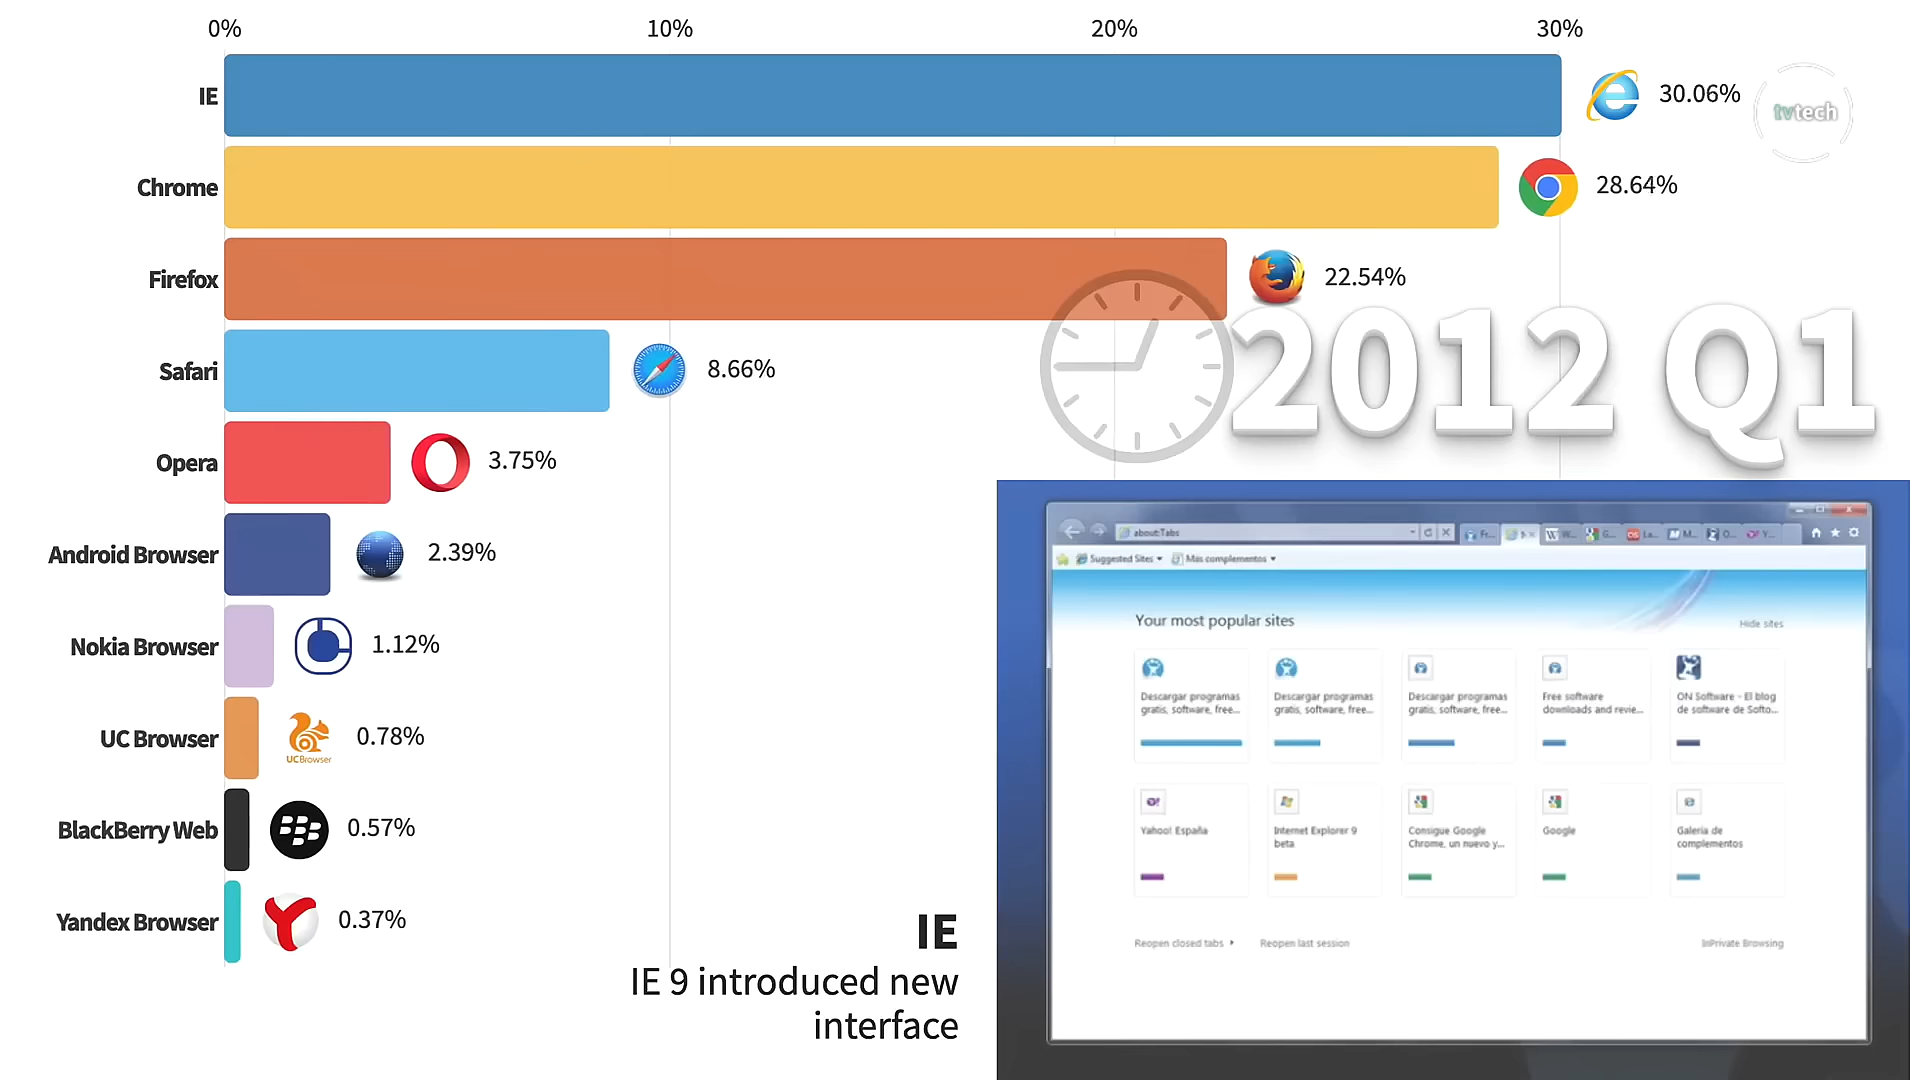 0%
10%
20%
30%
IE
30.06%
tvtech
Chrome
28.64%
Firefox
22.54%
2012 Q1
Safari
8.66%
Opera
3.75%
Android Browser
2.39%
Nokia Browser
1.12%
UC Browser
UCBrowser
0.78%
BlackBerry Web
0.57%
Yandex Browser
0.37%
IE
IE 9 introduced new
interface
about:Tabs
Fr...
W...
G...
La...
M...
O...
Y...
Suggested Sites
Más complementos
Your most popular sites
Hide sites
Descargar programas
gratis, software, free...
Descargar programas
gratis, software, free...
Descargar programas
gratis, software, free...
Free software
downloads and revie...
ON Software - El blog
de software de Softo...
Yahoo! España
Internet Explorer 9
beta
Consigue Google
Chrome, un nuevo y...
Google
Galería de
complementos
Reopen closed tabs
Reopen last session
InPrivate Browsing